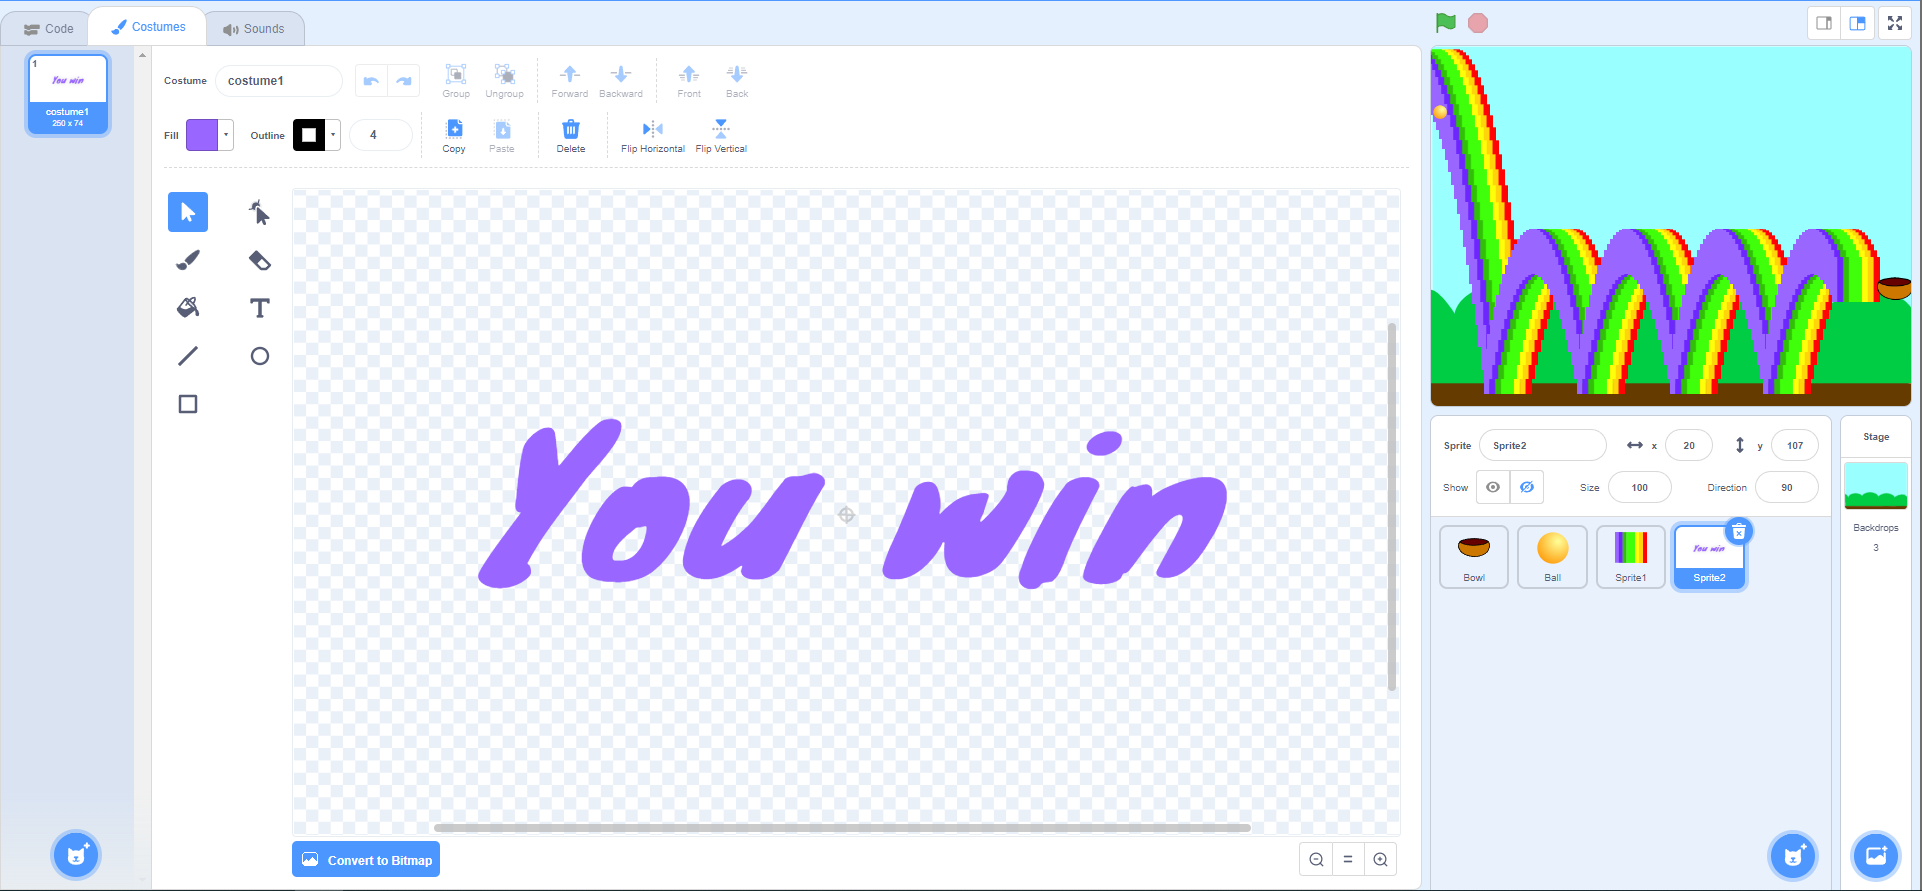 Code
Costumes
Sounds
1
You win
costume1
250 x 74
Costume
costume1
Group
Ungroup
Forward
Backward
Front
Back
Fill
Outline
4
Copy
Paste
Delete
Flip Horizontal
Flip Vertical
You win
Convert to Bitmap
Sprite
Sprite2
x
20
y
107
Show
Size
100
Direction
90
Bowl
Ball
Sprite1
You win
Sprite2
Stage
Backdrops
3